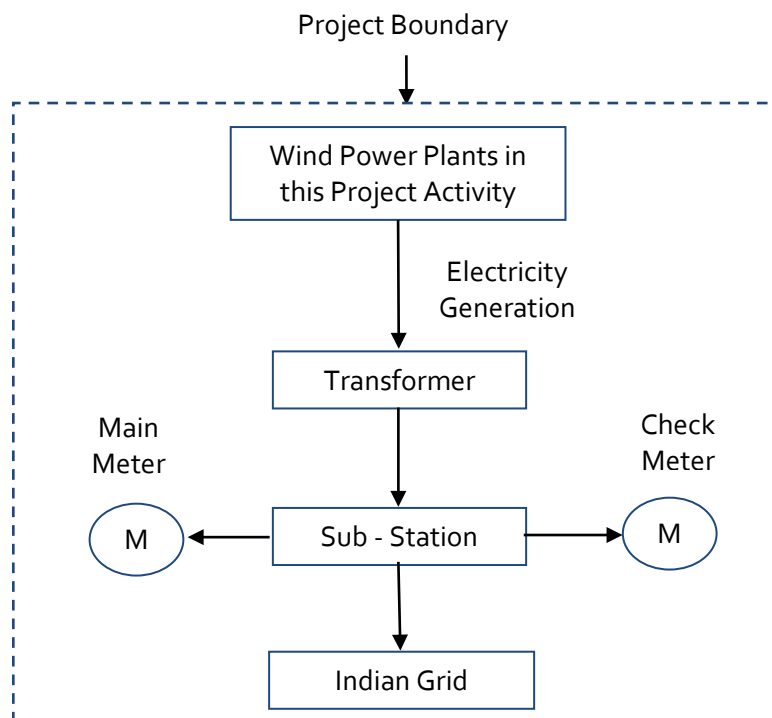 Project Boundary
Wind Power Plants in
this Project Activity
Electricity
Generation
Transformer
Main
Meter
Check
Meter
M
Sub - Station
M
Indian Grid